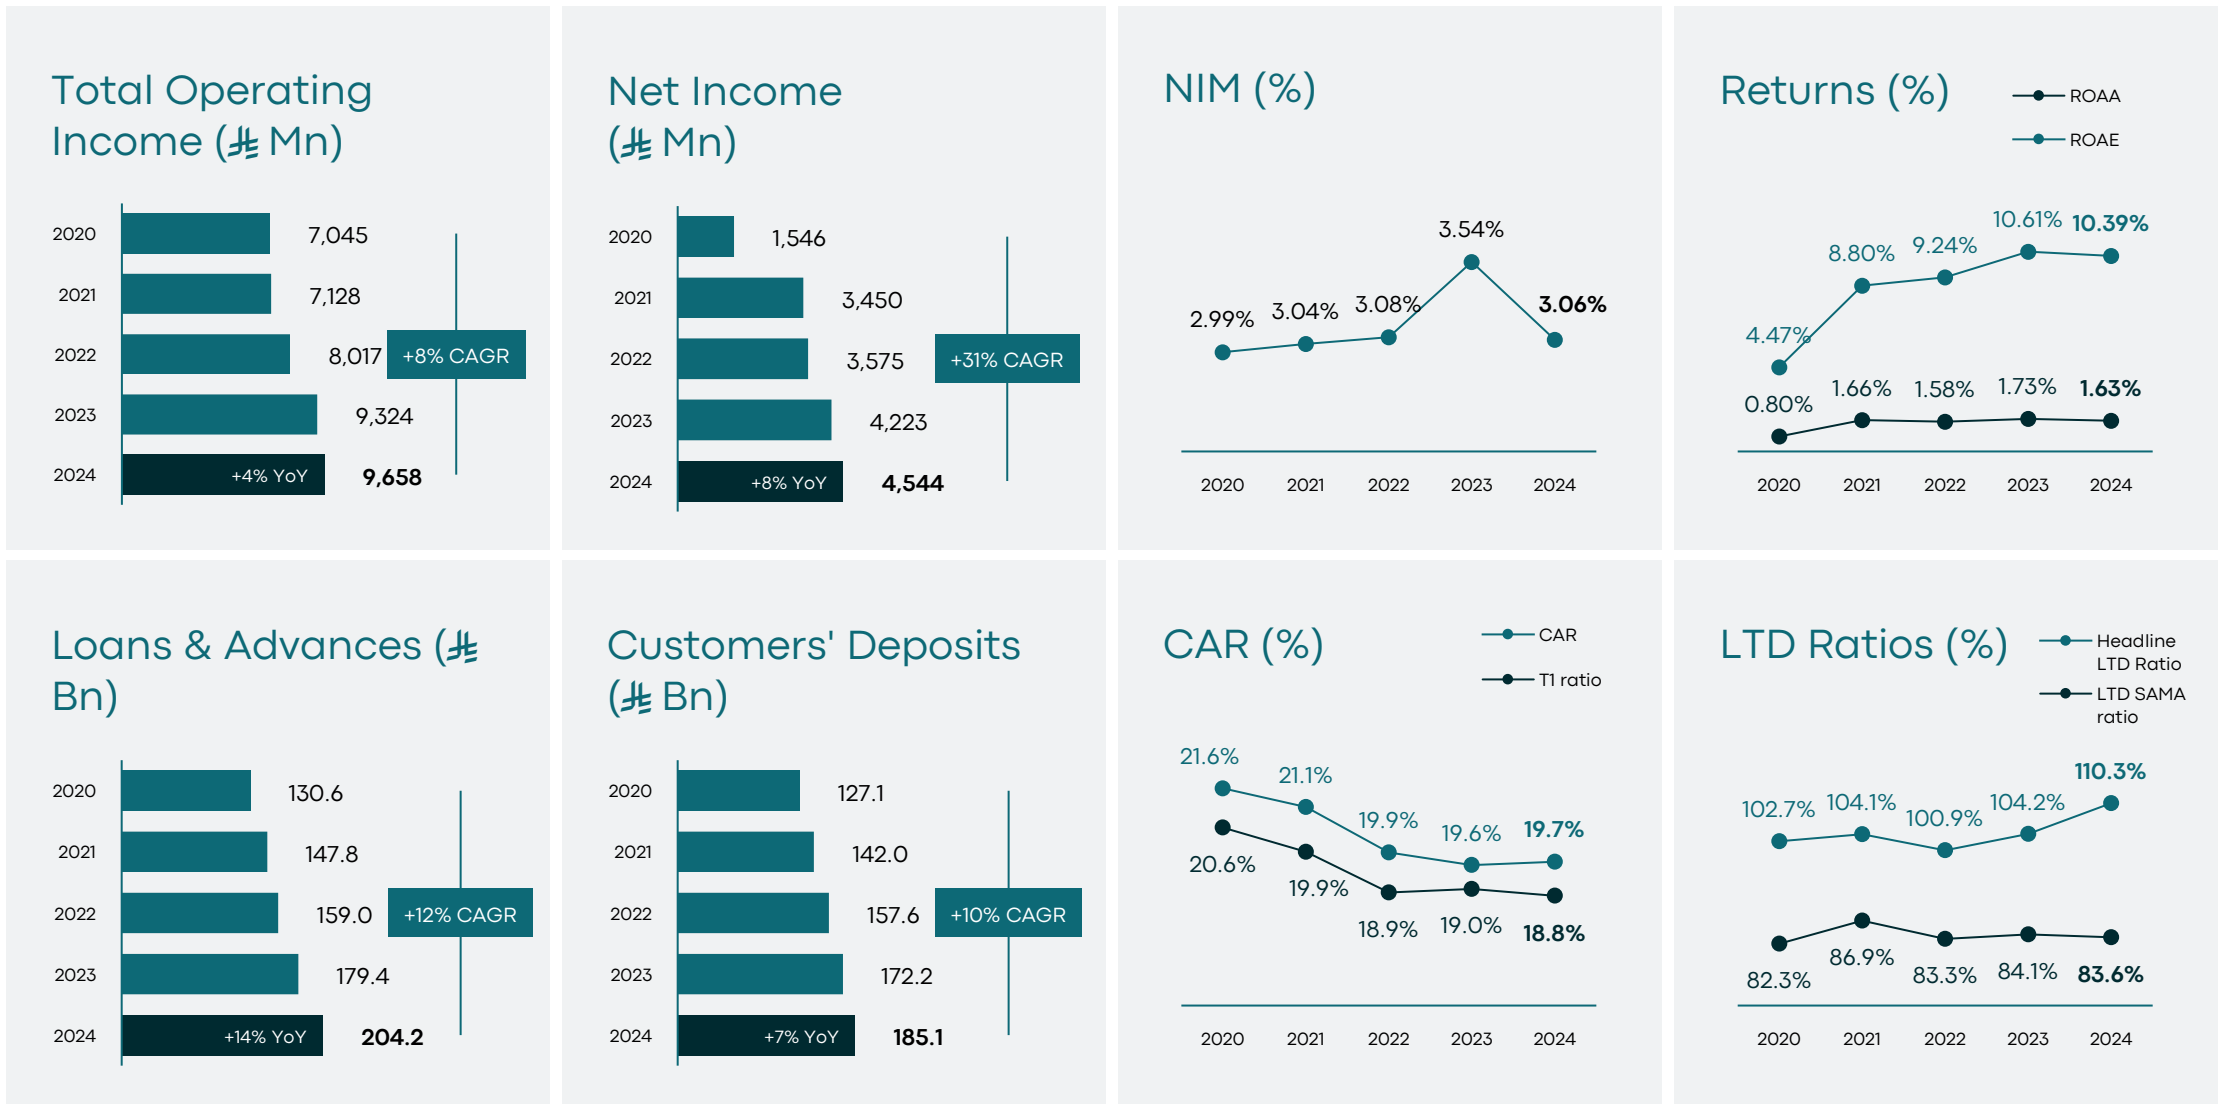 Total Operating
Income (⃁ Mn)
2020 7,045
2021 7,128
2022 8,017
+8% CAGR
2023 9,324
2024 +4% YoY 9,658
Net Income
(⃁ Mn)
2020 1,546
2021 3,450
2022 3,575
+31% CAGR
2023 4,223
2024 +8% YoY 4,544
NIM (%)
2.99% 3.04% 3.08% 3.54% 3.06%
2020 2021 2022 2023 2024
Returns (%)
ROAA
ROAE
4.47% 8.80% 9.24% 10.61% 10.39%
0.80% 1.66% 1.58% 1.73% 1.63%
2020 2021 2022 2023 2024
Loans & Advances (⃁
Bn)
2020 130.6
2021 147.8
2022 159.0
+12% CAGR
2023 179.4
2024 +14% YoY 204.2
Customers' Deposits
(⃁ Bn)
2020 127.1
2021 142.0
2022 157.6
+10% CAGR
2023 172.2
2024 +7% YoY 185.1
CAR (%)
CAR
T1 ratio
21.6% 21.1% 19.9% 19.6% 19.7%
20.6% 19.9% 18.9% 19.0% 18.8%
2020 2021 2022 2023 2024
LTD Ratios (%)
Headline
LTD Ratio
LTD SAMA
ratio
102.7% 104.1% 100.9% 104.2% 110.3%
82.3% 86.9% 83.3% 84.1% 83.6%
2020 2021 2022 2023 2024